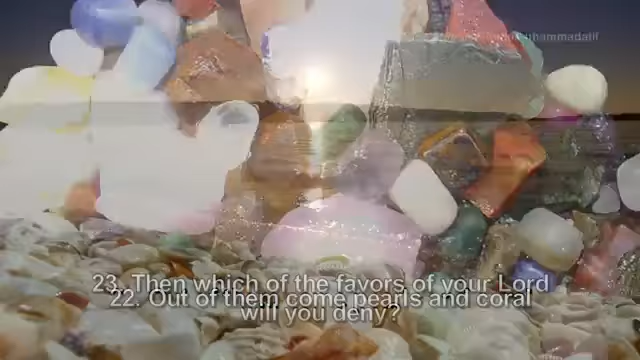 23. Then which of the favors of your Lord
22. Out of them come pearls and coral
will you deny?